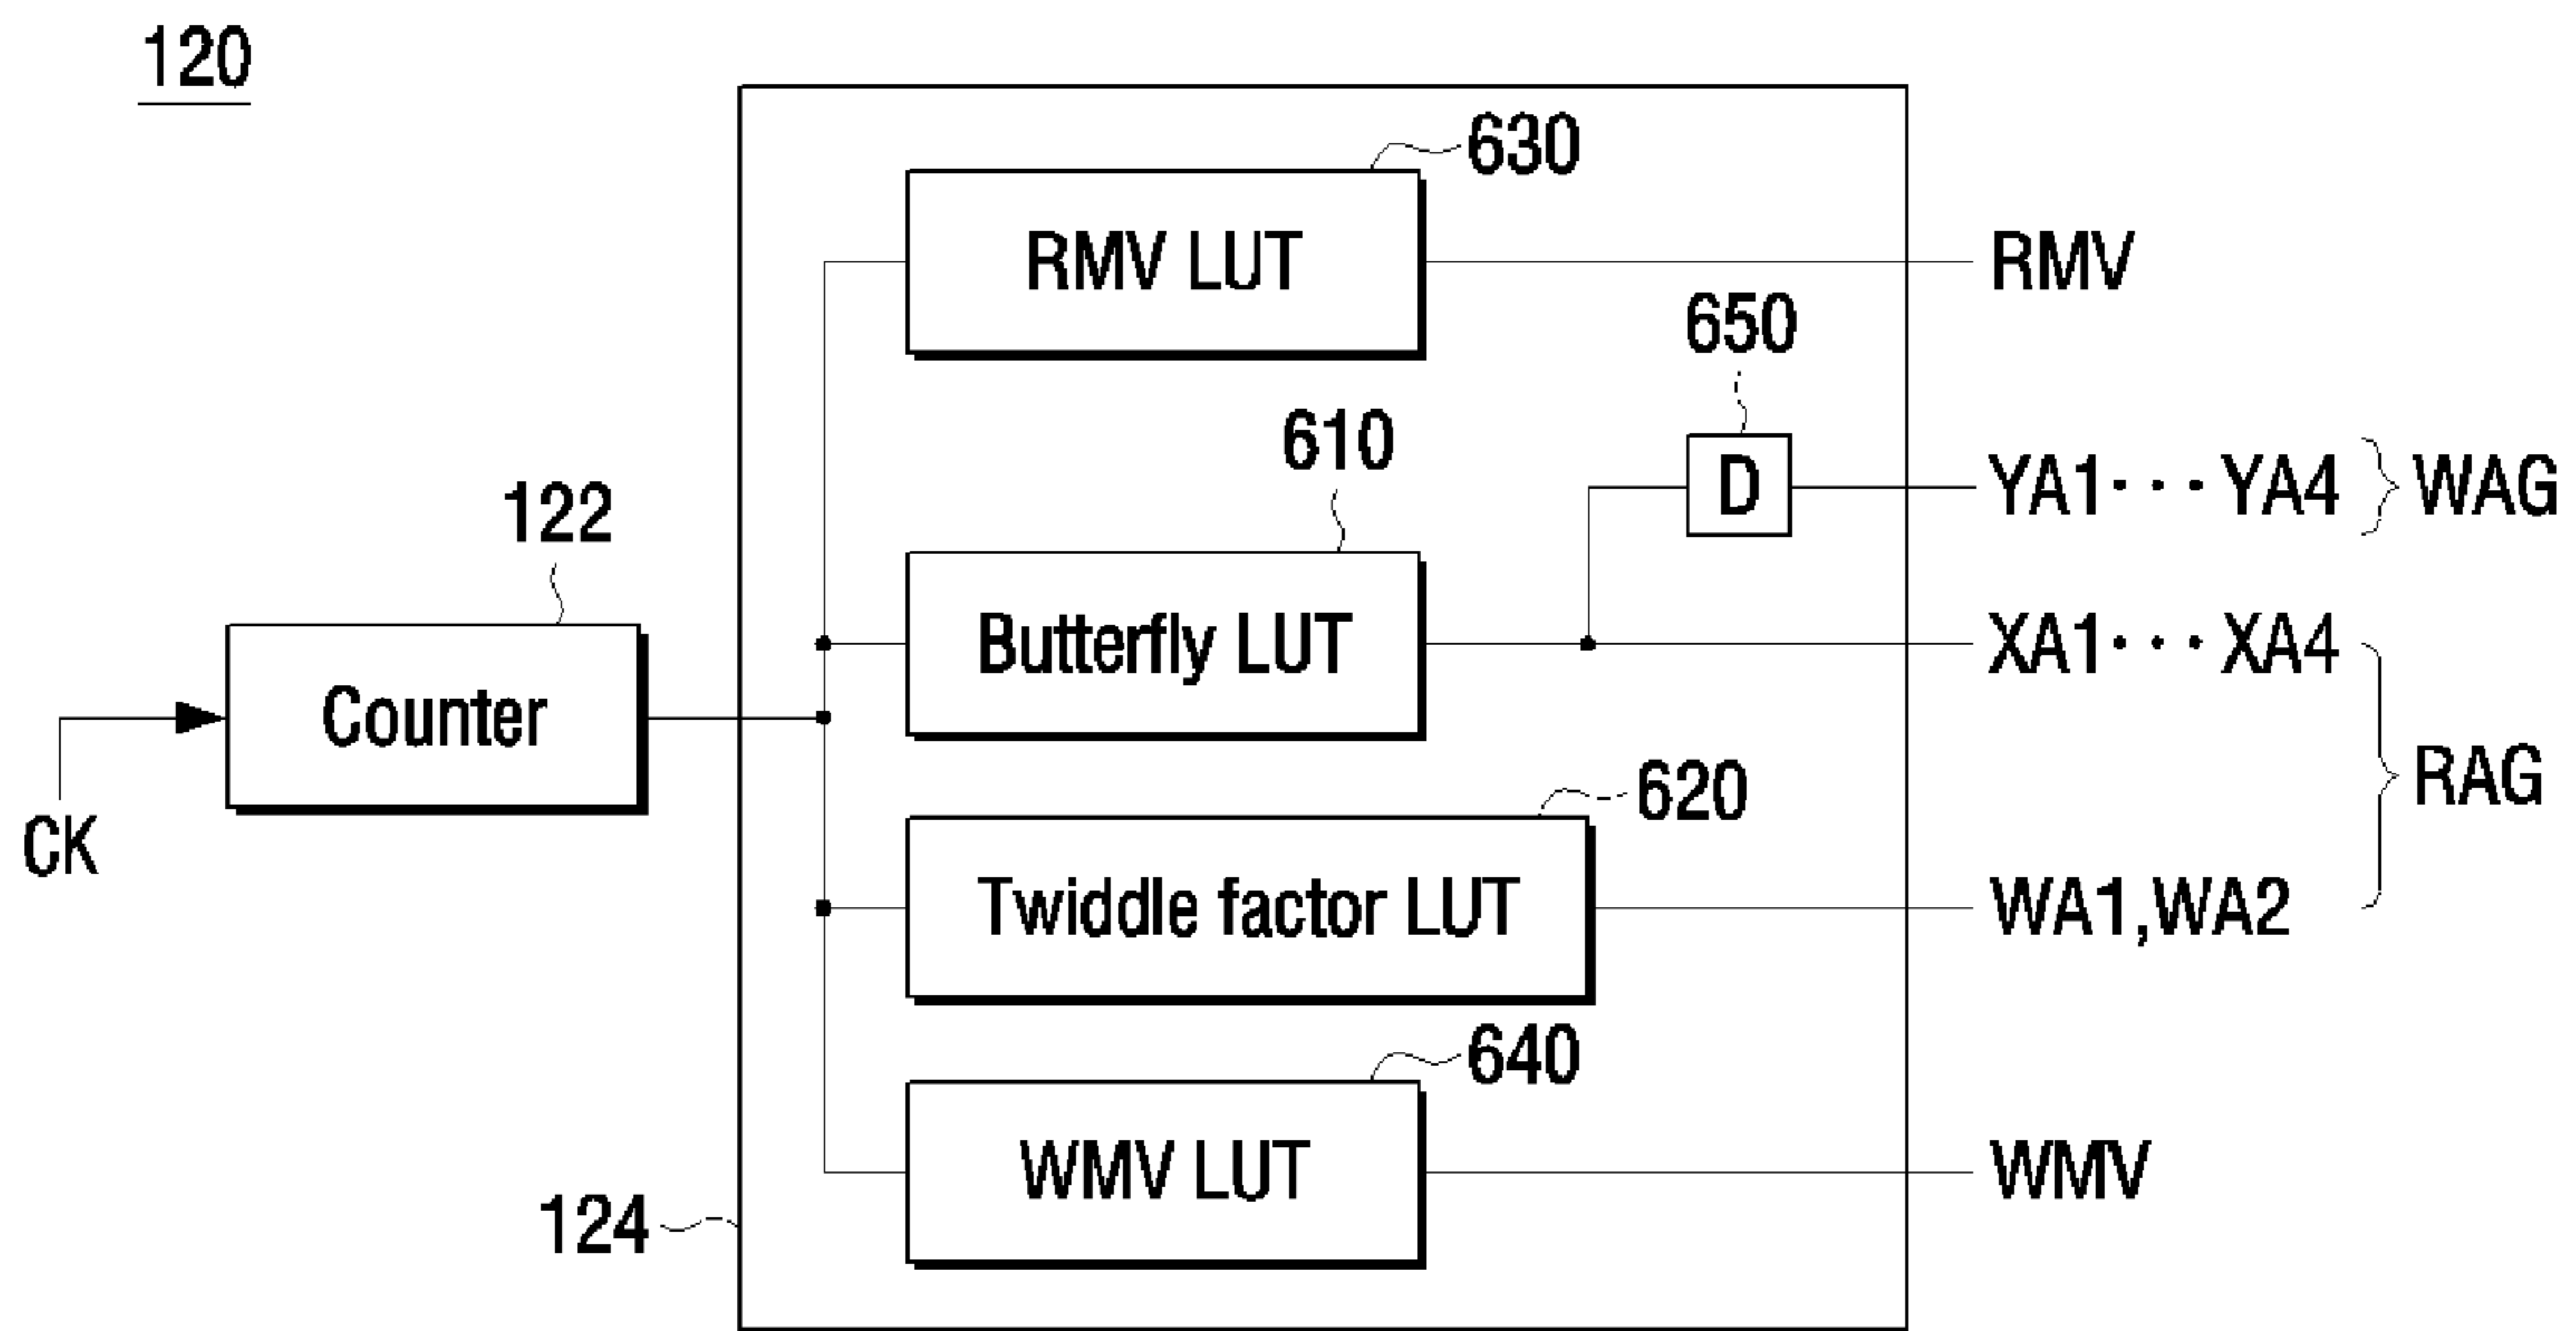 120
630
RMV LUT
RMV
650
D
YA1··· YA4
WAG
610
122
Butterfly LUT
XA1··· XA4
Counter
CK
RAG
620
Twiddle factor LUT
WA1,WA2
640
WMV LUT
WMV
124